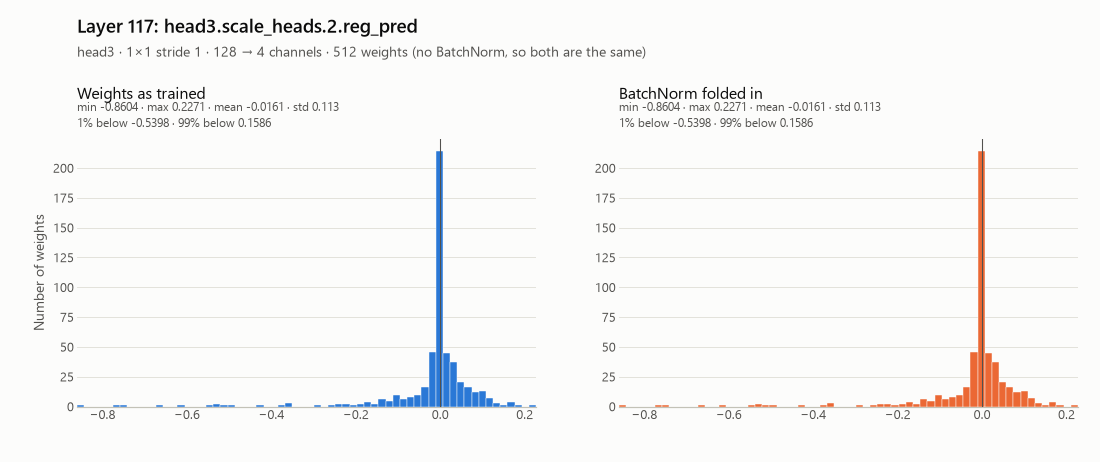 Layer 117: head3.scale_heads.2.reg_pred
head3 · 1×1 stride 1 · 128 → 4 channels · 512 weights (no BatchNorm, so both are the same)
Weights as trained
min -0.8604 · max 0.2271 · mean -0.0161 · std 0.113
1% below -0.5398 · 99% below 0.1586
Number of weights
200
175
150
125
100
75
50
25
0
−0.8 −0.6 −0.4 −0.2 0.0 0.2
BatchNorm folded in
min -0.8604 · max 0.2271 · mean -0.0161 · std 0.113
1% below -0.5398 · 99% below 0.1586
200
175
150
125
100
75
50
25
0
−0.8 −0.6 −0.4 −0.2 0.0 0.2